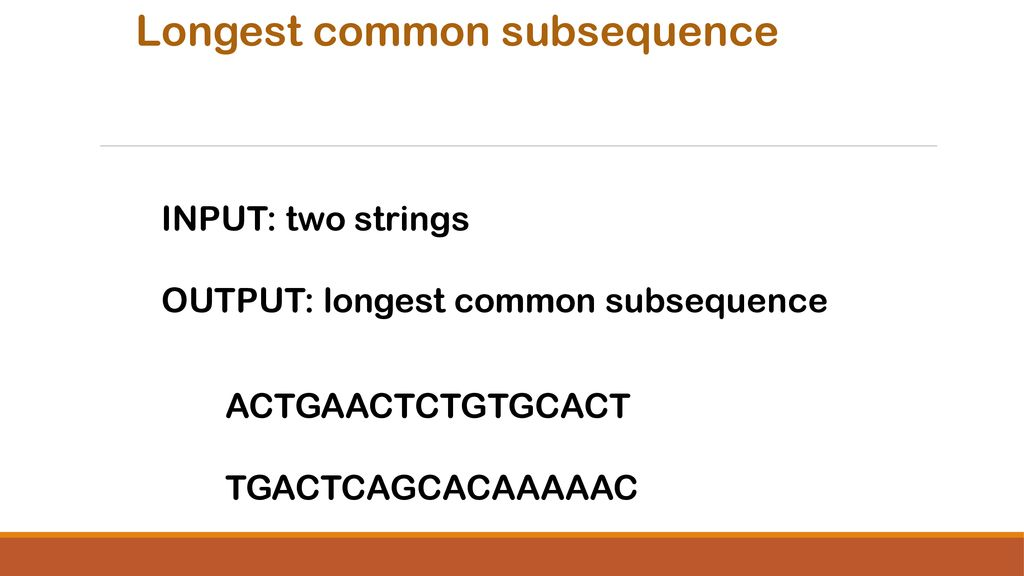 Longest common subsequence
INPUT: two strings
OUTPUT: longest common subsequence
ACTGAACTCTGTGCACT
TGACTCAGCACAAAAAC